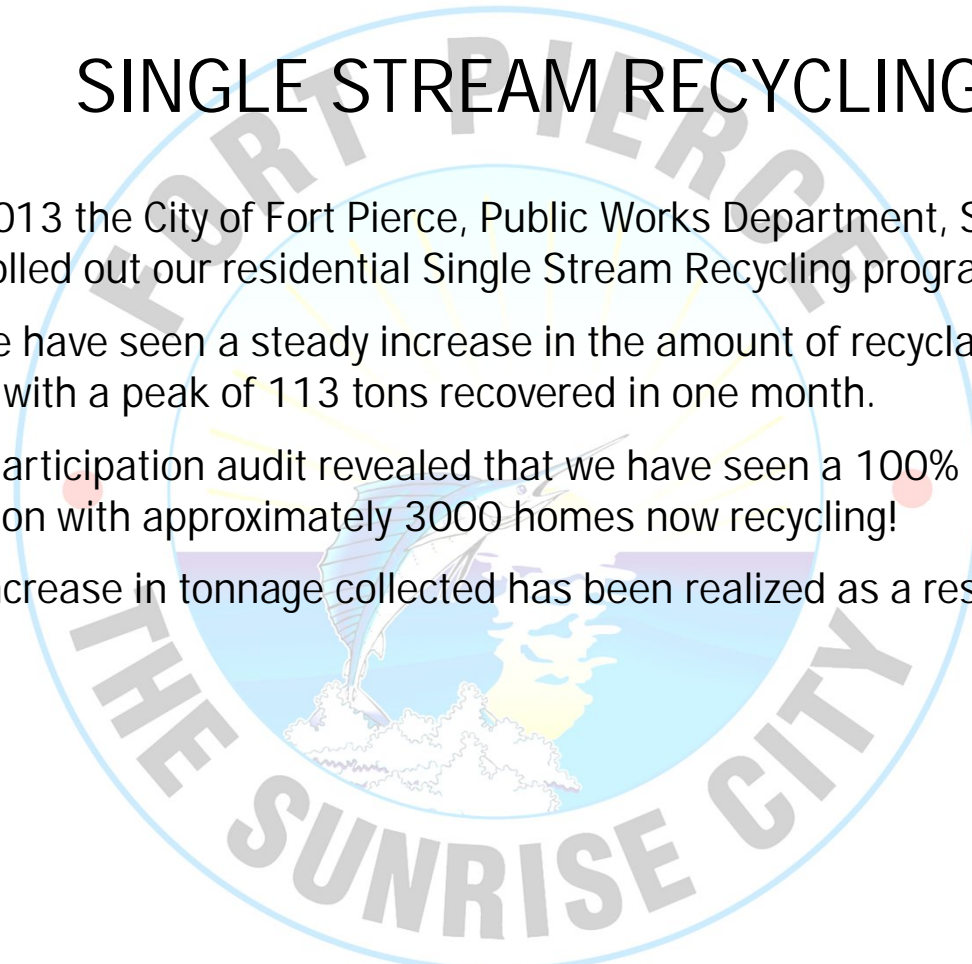 SINGLE STREAM RECYCLING
013 the City of Fort Pierce, Public Works Department, S
olled out our residential Single Stream Recycling progra
e have seen a steady increase in the amount of recycla
with a peak of 113 tons recovered in one month.
articipation audit revealed that we have seen a 100%
on with approximately 3000 homes now recycling!
crease in tonnage collected has been realized as a res
FORT PIERCE
THE SUNRISE CITY